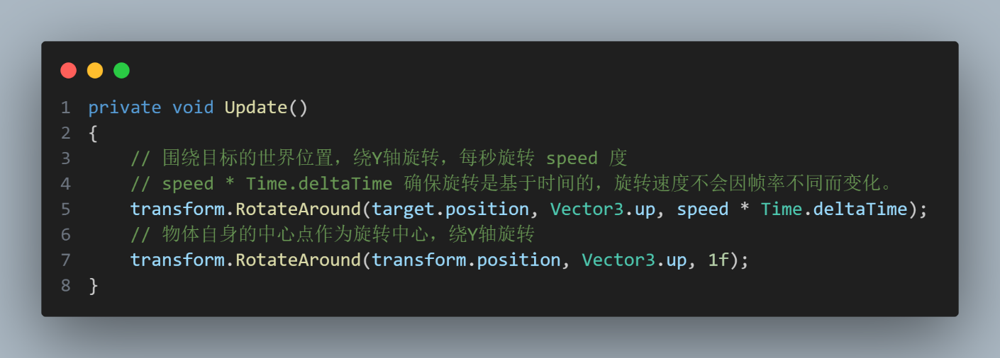 1 private void Update()
2 {
3     // 围绕目标的世界位置，绕Y轴旋转，每秒旋转 speed 度
4     // speed * Time.deltaTime 确保旋转是基于时间的，旋转速度不会因帧率不同而变化。
5     transform.RotateAround(target.position, Vector3.up, speed * Time.deltaTime);
6     // 物体自身的中心点作为旋转中心，绕Y轴旋转
7     transform.RotateAround(transform.position, Vector3.up, 1f);
8 }